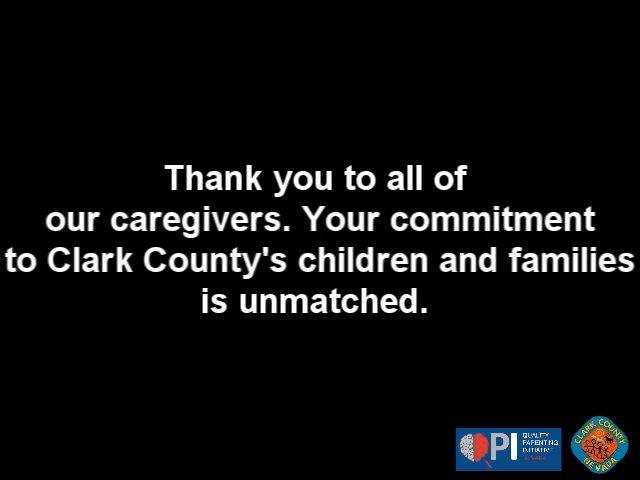 Thank you to all of
our caregivers. Your commitment
to Clark County's children and families
is unmatched.
QPI
QUALITY
PARENTING
INITIATIVE
CLARK COUNTY
NEVADA